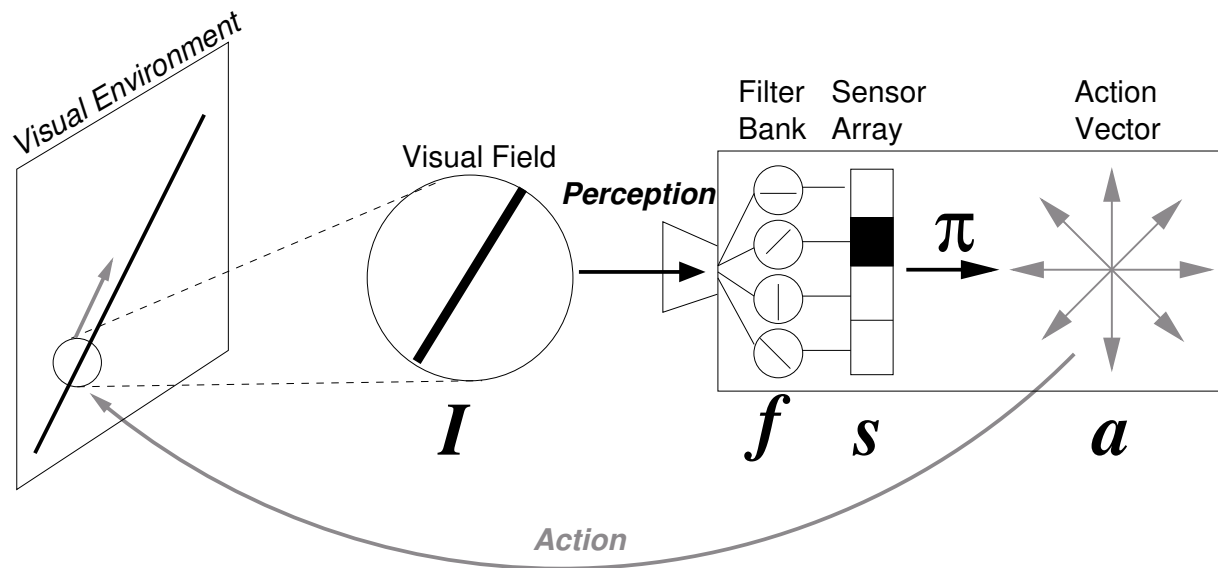 Visual Environment
Visual Field
Perception
Filter
Bank
Sensor
Array
Action
Vector
π
I
f
s
a
Action